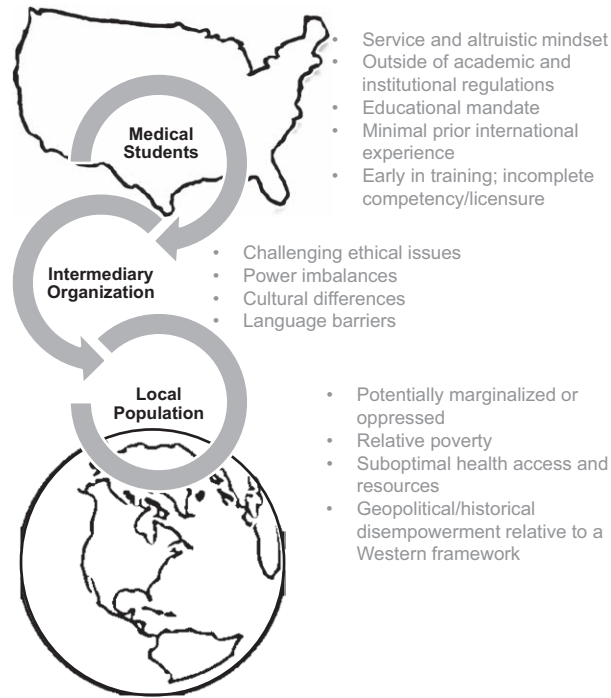 • Service and altruistic mindset
• Outside of academic and
institutional regulations
• Educational mandate
• Minimal prior international
experience
• Early in training; incomplete
competency/licensure
Medical
Students
• Challenging ethical issues
• Power imbalances
• Cultural differences
• Language barriers
Intermediary
Organization
Local
Population
• Potentially marginalized or
oppressed
• Relative poverty
• Suboptimal health access and
resources
• Geopolitical/historical
disempowerment relative to a
Western framework